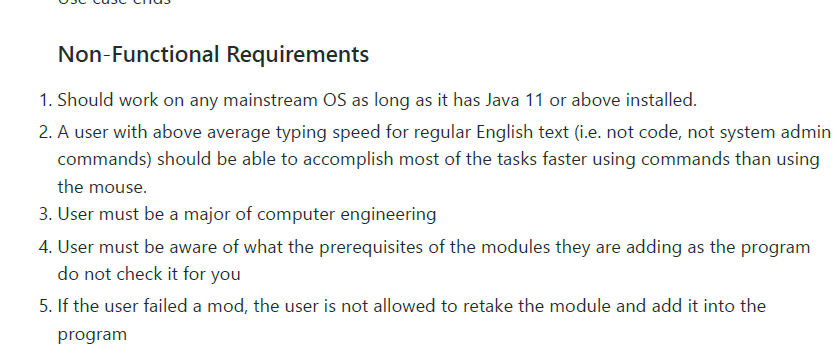 Use case ends
Non-Functional Requirements
1. Should work on any mainstream OS as long as it has Java 11 or above installed.
2. A user with above average typing speed for regular English text (i.e. not code, not system admin
commands) should be able to accomplish most of the tasks faster using commands than using
the mouse.
3. User must be a major of computer engineering
4. User must be aware of what the prerequisites of the modules they are adding as the program
do not check it for you
5. If the user failed a mod, the user is not allowed to retake the module and add it into the
program